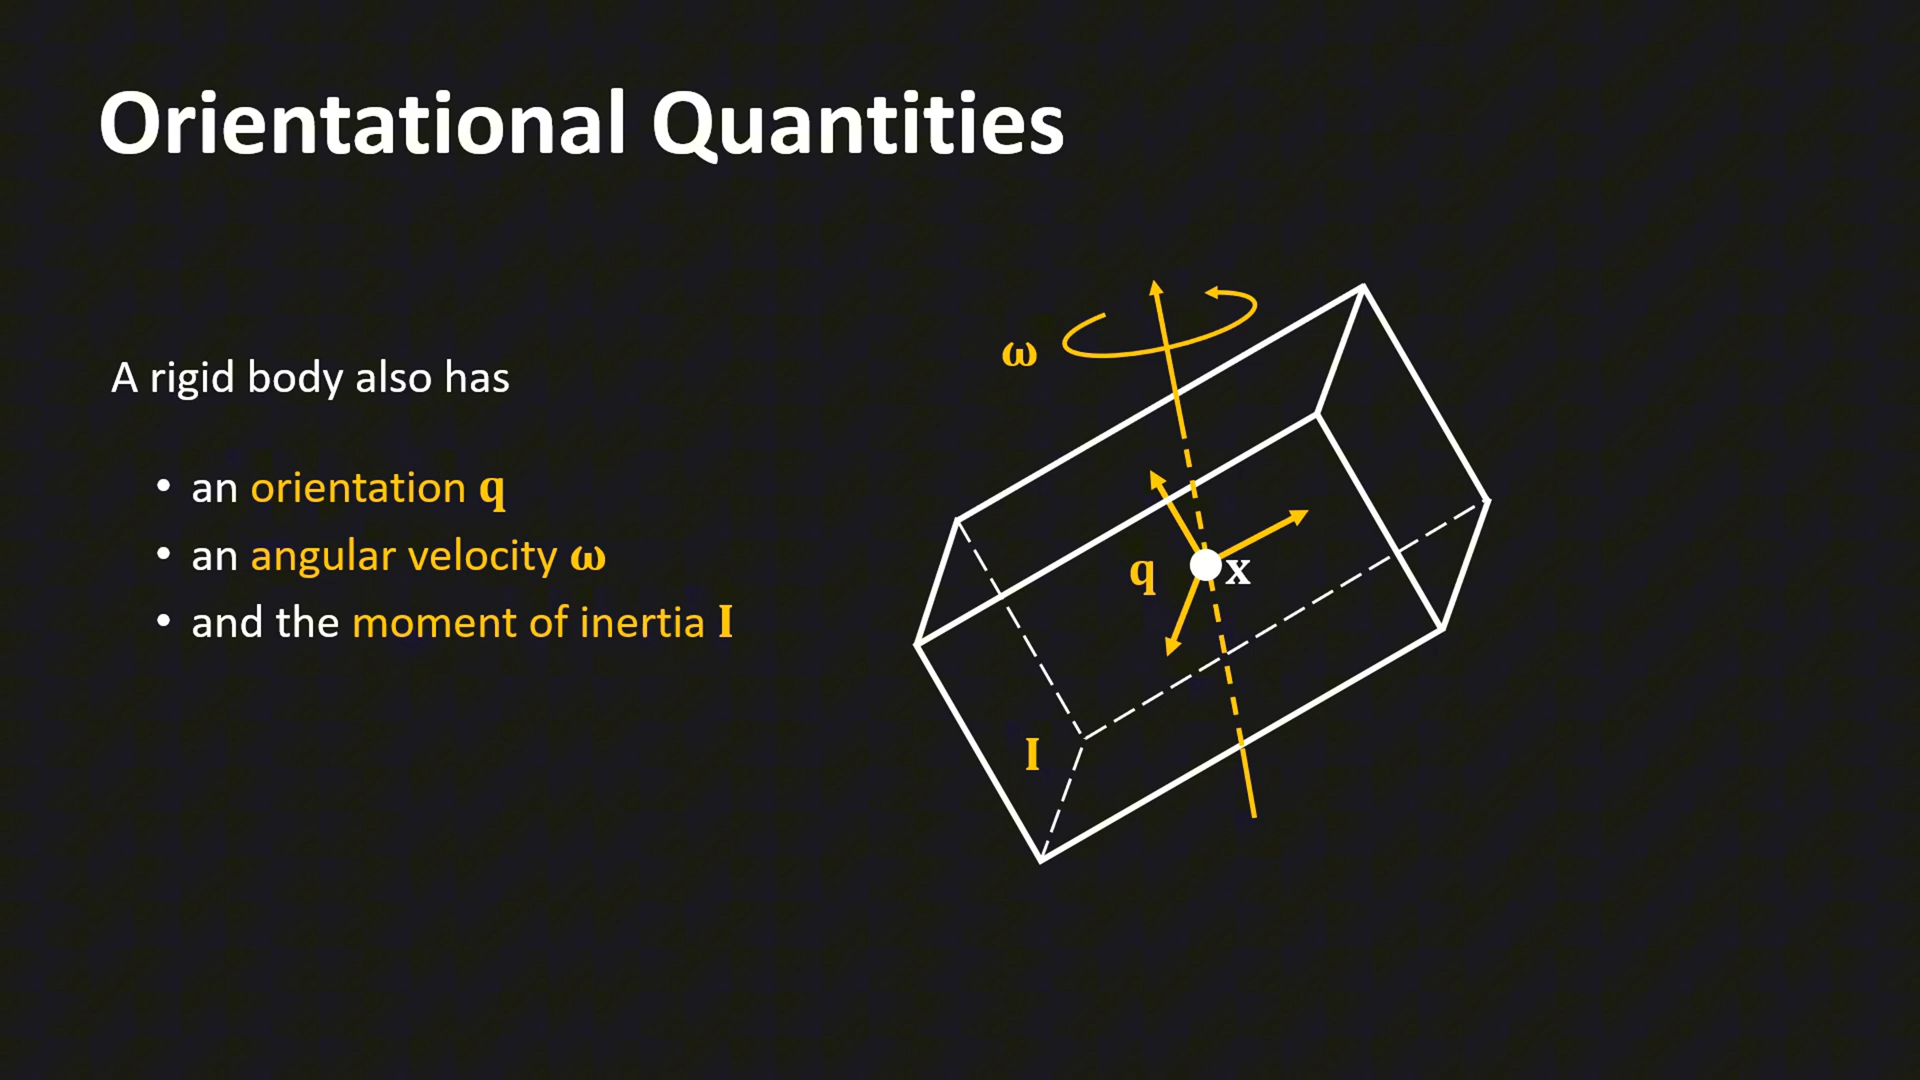 Orientational Quantities
A rigid body also has
• an orientation q
• an angular velocity ω
• and the moment of inertia I
ω
q
x
I